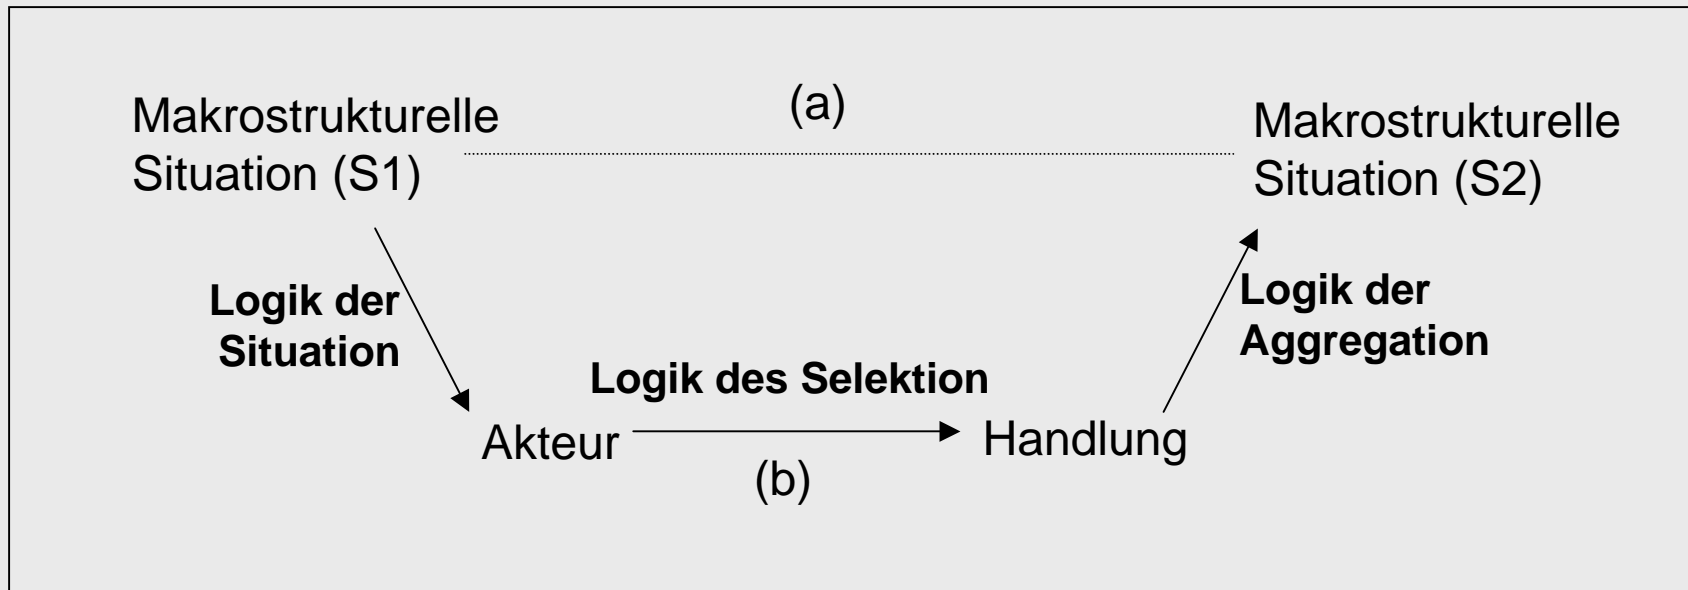 (a)
Makrostrukturelle
Situation (S1)
Makrostrukturelle
Situation (S2)
Logik der
Situation
Logik der
Aggregation
Logik des Selektion
Akteur
Handlung
(b)